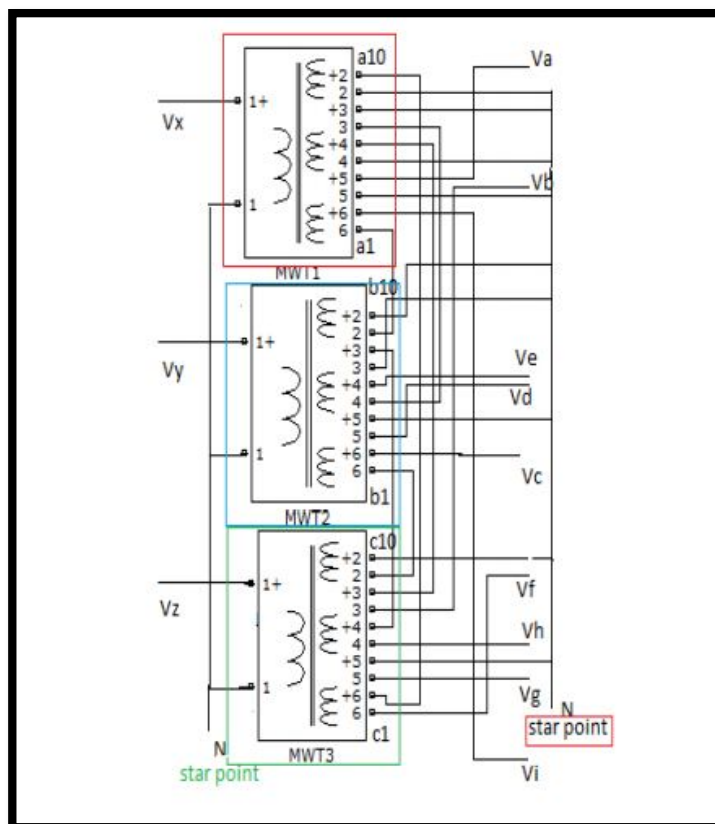 a10
+2
Va
Vx
1+
2
+3
3
+4
4
+5
Vb
5
1
+6
6
a1
MWT1
b10
+2
1+
2
+3
Vy
3
Ve
+4
Vd
4
+5
5
1
+6
6
Vc
b1
MWT2
c10
+2
Vz
1+
2
Vf
+3
3
+4
Vh
4
+5
5
Vg
1
+6
6
N
c1
star point
N
MWT3
star point
Vi